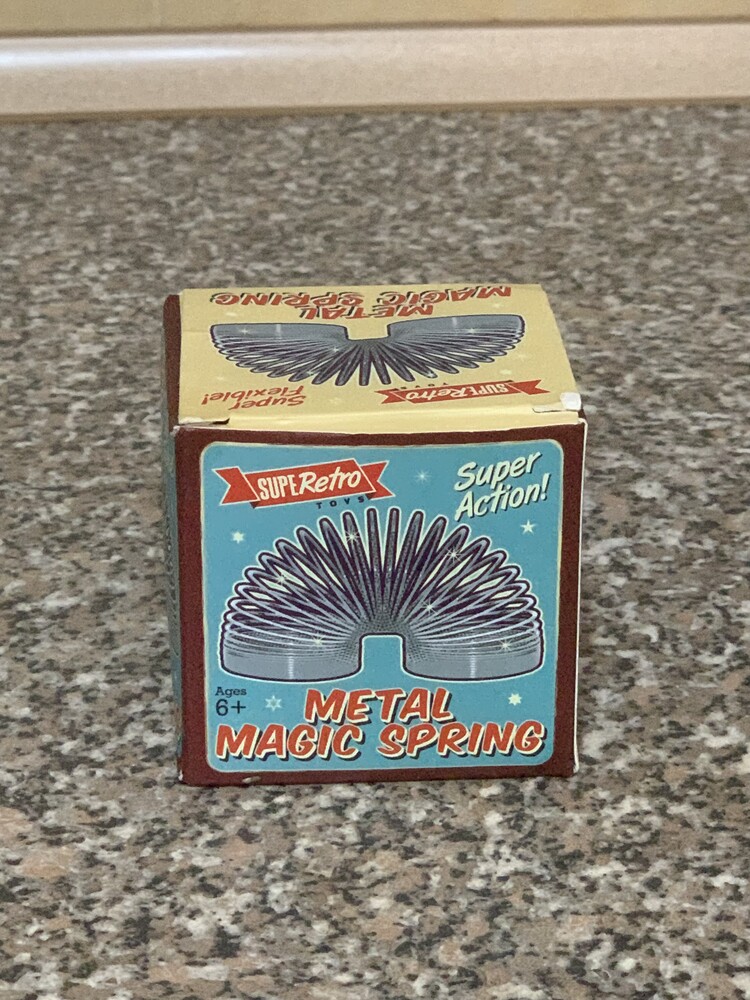 METAL
MAGIC SPRING
Super
Flexible!
SUPERetro
TOYS
SUPERetro
TOYS
Super
Action!
Ages
6+
METAL
MAGIC SPRING